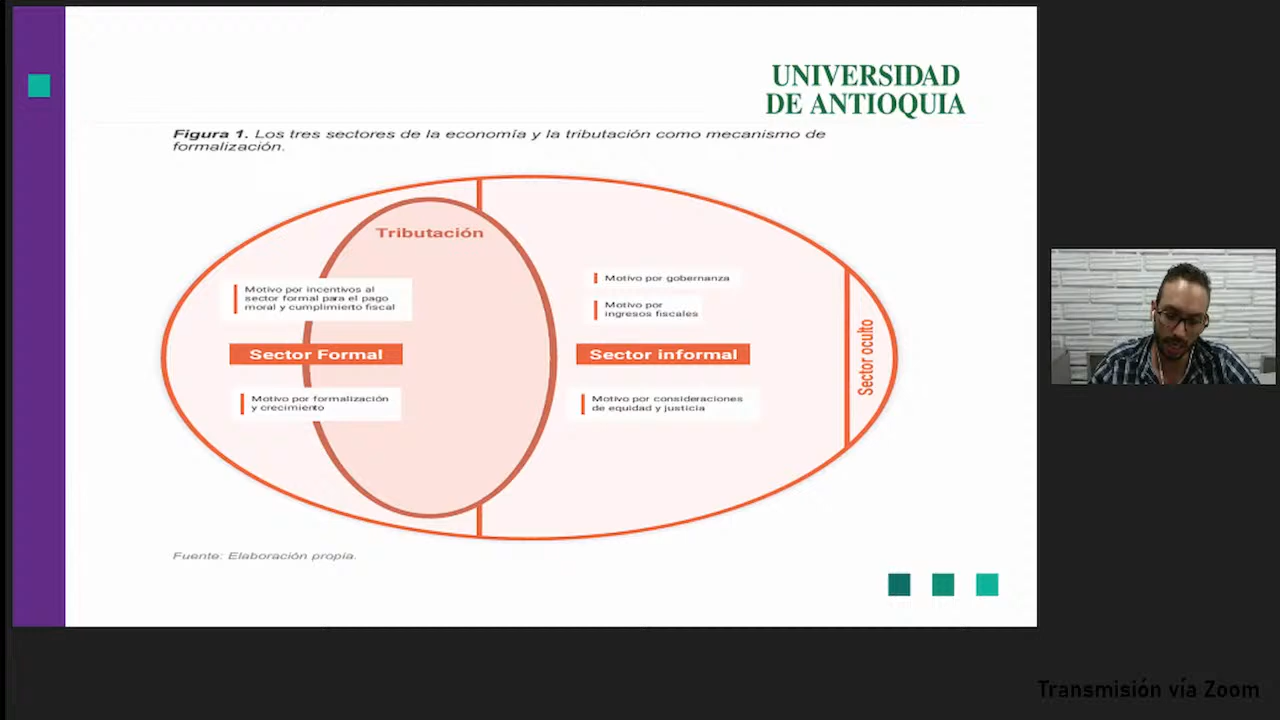 UNIVERSIDAD
DE ANTIOQUIA
Figura 1. Los tres sectores de la economía y la tributación como mecanismo de
formalización.
Tributación
Motivo por incentivos al
sector formal para el pago
moral y cumplimiento fiscal
Sector Formal
Motivo por formalización
y crecimiento
Motivo por gobernanza
Motivo por
ingresos fiscales
Sector informal
Motivo por consideraciones
de equidad y justicia
Sector oculto
Fuente: Elaboración propia.
Transmisión vía Zoom